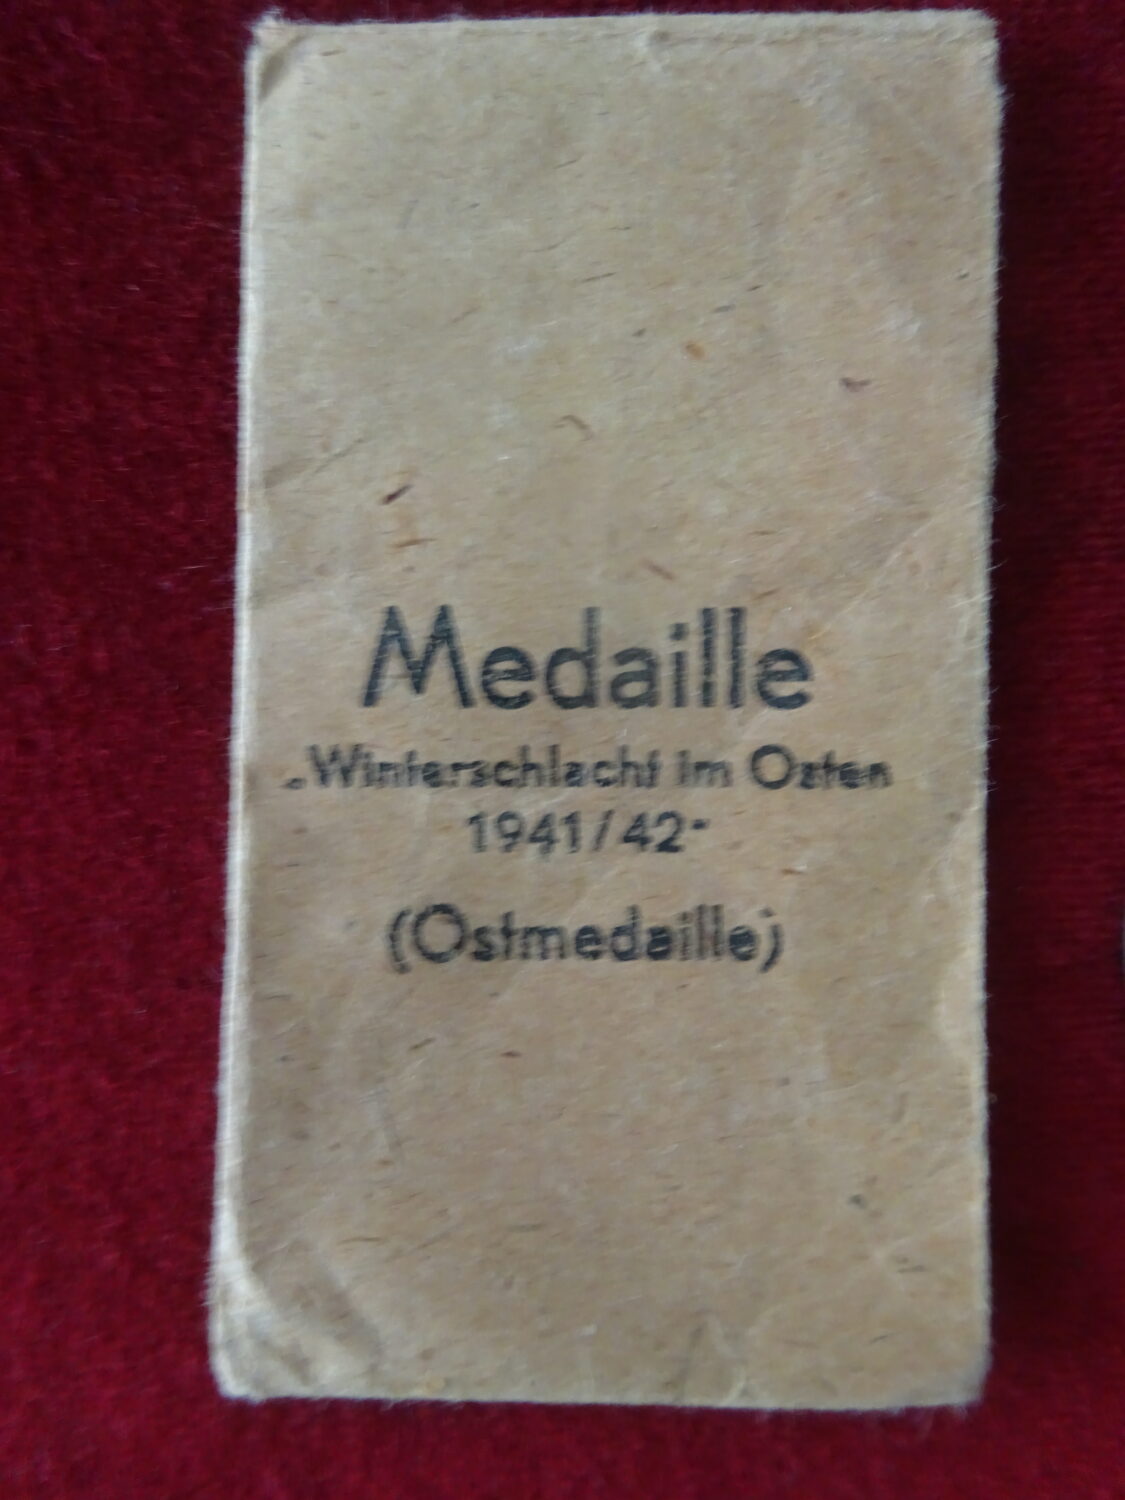 Medaille
„Winterschlacht im Osten
1941/42"
(Ostmedaille)